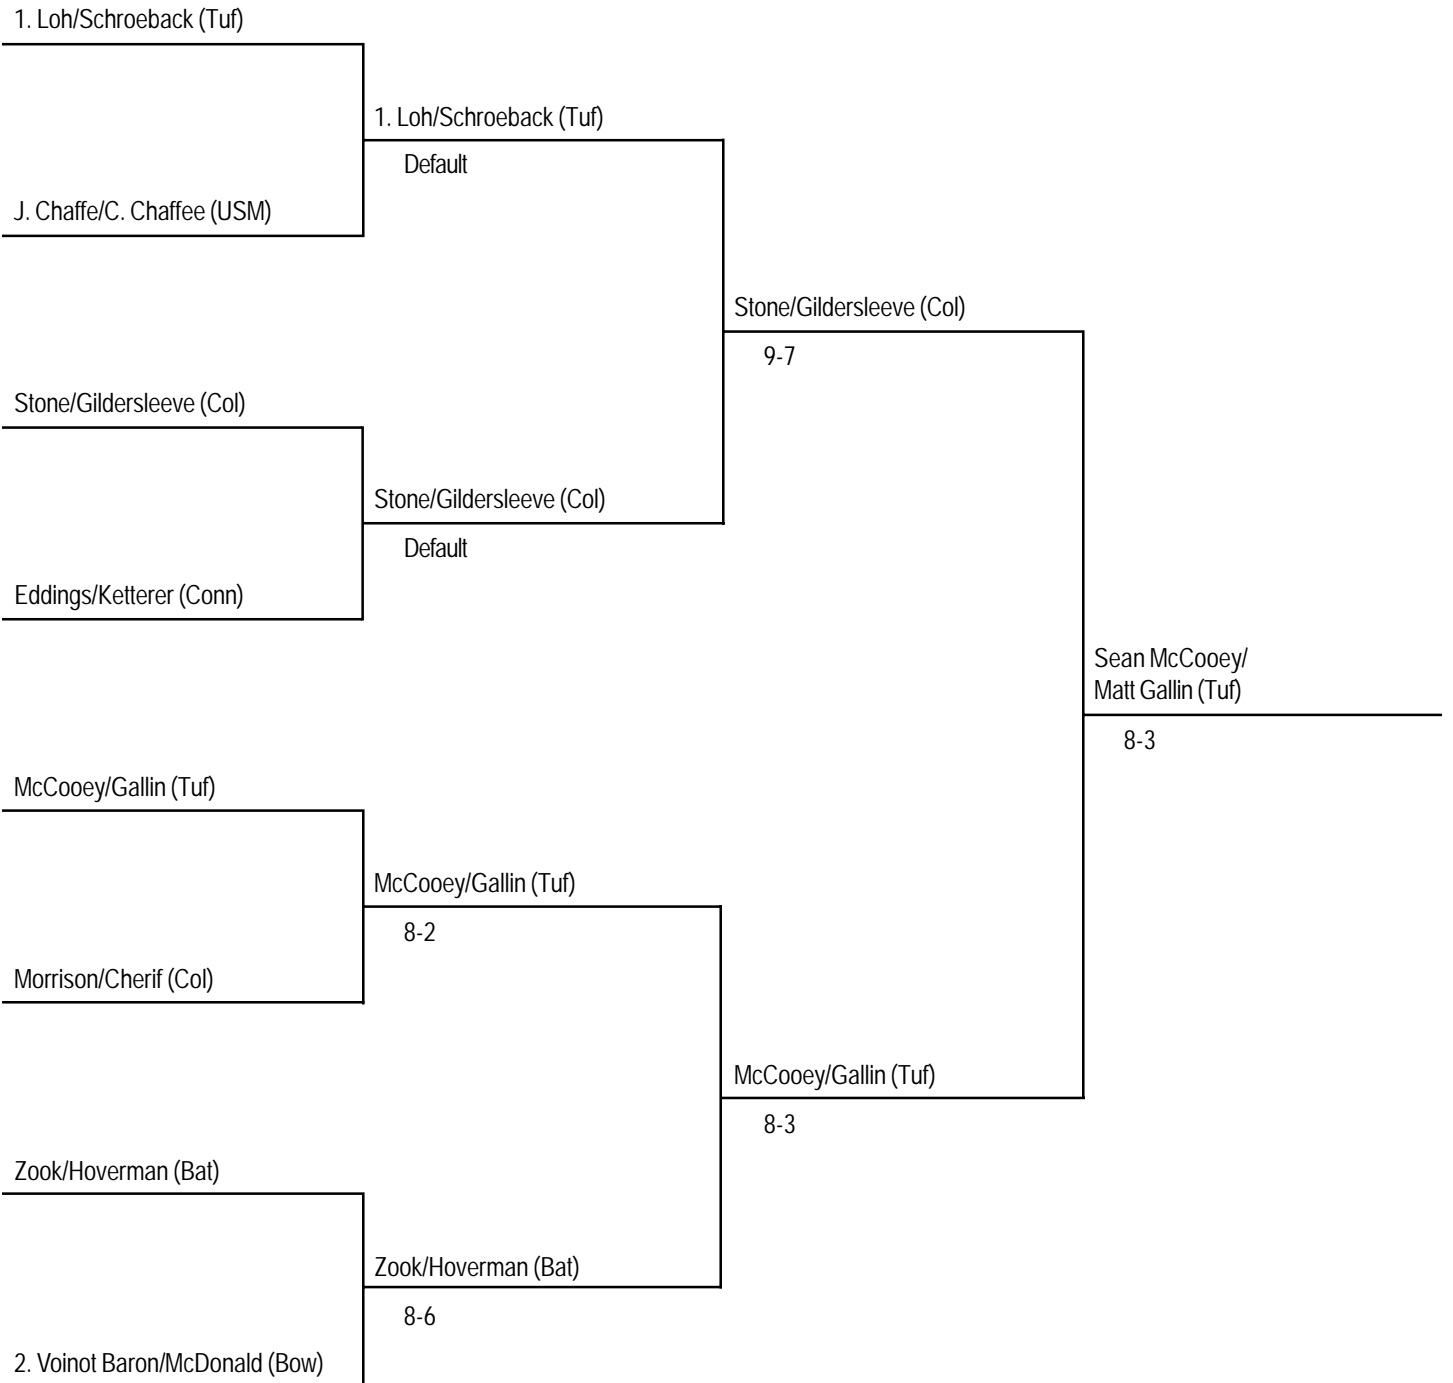 1. Loh/Schroeback (Tuf)
1. Loh/Schroeback (Tuf)
Default
J. Chaffe/C. Chaffee (USM)
Stone/Gildersleeve (Col)
9-7
Stone/Gildersleeve (Col)
Stone/Gildersleeve (Col)
Default
Eddings/Ketterer (Conn)
Sean McCooey/
Matt Gallin (Tuf)
8-3
McCooey/Gallin (Tuf)
McCooey/Gallin (Tuf)
8-2
Morrison/Cherif (Col)
McCooey/Gallin (Tuf)
8-3
Zook/Hoverman (Bat)
Zook/Hoverman (Bat)
8-6
2. Voinot Baron/McDonald (Bow)